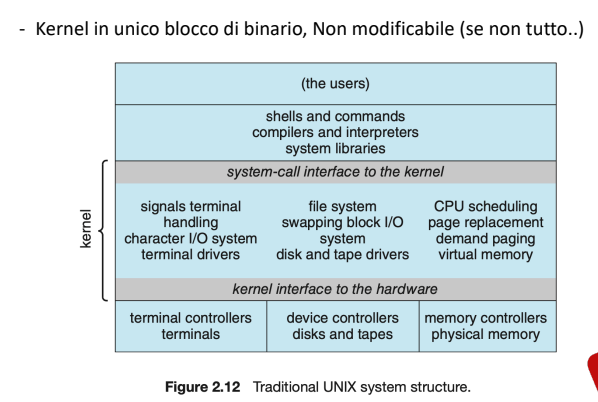 - Kernel in unico blocco di binario, Non modificabile (se non tutto..)
(the users)
shells and commands
compilers and interpreters
system libraries
system-call interface to the kernel
kernel
signals terminal
handling
character I/O system
terminal drivers
file system
swapping block I/O
system
disk and tape drivers
CPU scheduling
page replacement
demand paging
virtual memory
kernel interface to the hardware
terminal controllers
terminals
device controllers
disks and tapes
memory controllers
physical memory
Figure 2.12 Traditional UNIX system structure.